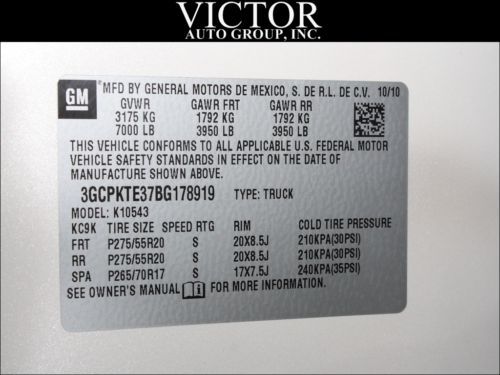 VICTOR
AUTO GROUP, INC.
GM
MFD BY GENERAL MOTORS DE MEXICO, S. DE R.L. DE C.V. 10/10
GVWR GAWR FRT GAWR RR
3175 KG 1792 KG 1792 KG
7000 LB 3950 LB 3950 LB
THIS VEHICLE CONFORMS TO ALL APPLICABLE U.S. FEDERAL MOTOR
VEHICLE SAFETY STANDARDS IN EFFECT ON THE DATE OF
MANUFACTURE SHOWN ABOVE.
3GCPKTE37BG178919 TYPE: TRUCK
MODEL: K10543
KC9K TIRE SIZE SPEED RTG RIM COLD TIRE PRESSURE
FRT P275/55R20 S 20X8.5J 210KPA(30PSI)
RR P275/55R20 S 20X8.5J 210KPA(30PSI)
SPA P265/70R17 S 17X7.5J 240KPA(35PSI)
SEE OWNER'S MANUAL FOR MORE INFORMATION.